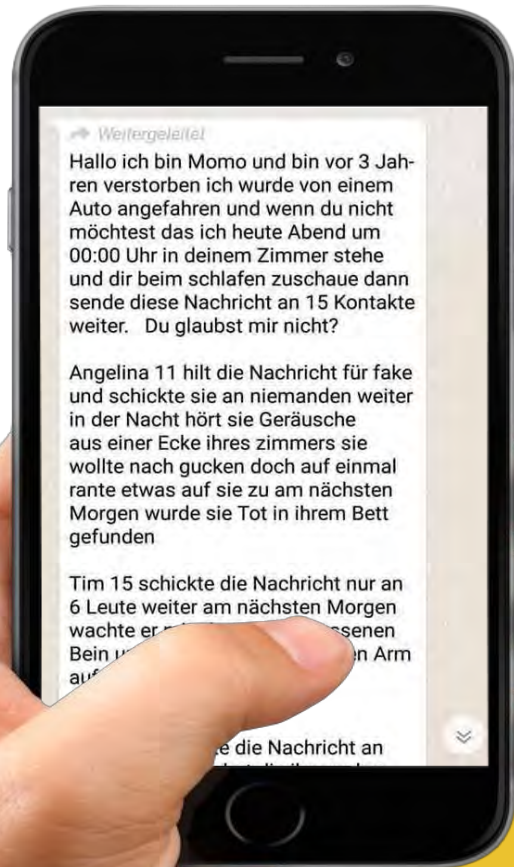 Weitergeleitet
Hallo ich bin Momo und bin vor 3 Jah-
ren verstorben ich wurde von einem
Auto angefahren und wenn du nicht
möchtest das ich heute Abend um
00:00 Uhr in deinem Zimmer stehe
und dir beim schlafen zuschaue dann
sende diese Nachricht an 15 Kontakte
weiter. Du glaubst mir nicht?
Angelina 11 hilt die Nachricht für fake
und schickte sie an niemanden weiter
in der Nacht hört sie Geräusche
aus einer Ecke ihres zimmers sie
wollte nach gucken doch auf einmal
rante etwas auf sie zu am nächsten
Morgen wurde sie Tot in ihrem Bett
gefunden
Tim 15 schickte die Nachricht nur an
6 Leute weiter am nächsten Morgen
wachte er
Bein Arm
die Nachricht an